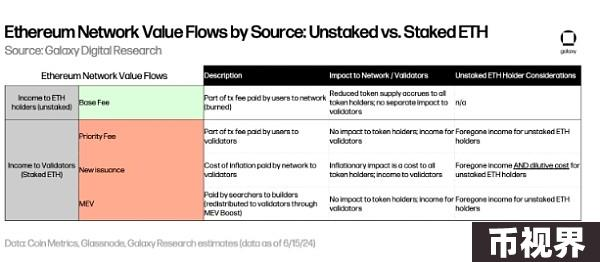 Ethereum Network Value Flows by Source: Unstaked vs. Staked ETH
Source: Galaxy Digital Research
galaxy
Ethereum Network Value Flows
Description
Impact to Network / Validators
Unstaked ETH Holder Considerations
Income to ETH
holders (unstaked)
Base Fee
Part of tx fee paid by users to network
(burned)
Reduced token supply accrues to all
token holders; no separate impact to
validators
n/a
Income to Validators
(Staked ETH)
Priority Fee
Part of tx fee paid by users to
validators
No impact to token holders; income for
validators
Foregone income for unstaked ETH
holders
New issuance
Cost of inflation paid by network to
validators
Inflationary impact is a cost to all
token holders; income to validators
Foregone income AND dilutive cost for
unstaked ETH holders
MEV
Paid by searchers to builders
(redistributed to validators through
MEV Boost)
No impact to token holders; income for
validators
Foregone income for unstaked ETH
holders
Data: Coin Metrics, Glassnode, Galaxy Research estimates (data as of 6/15/24)
币视界